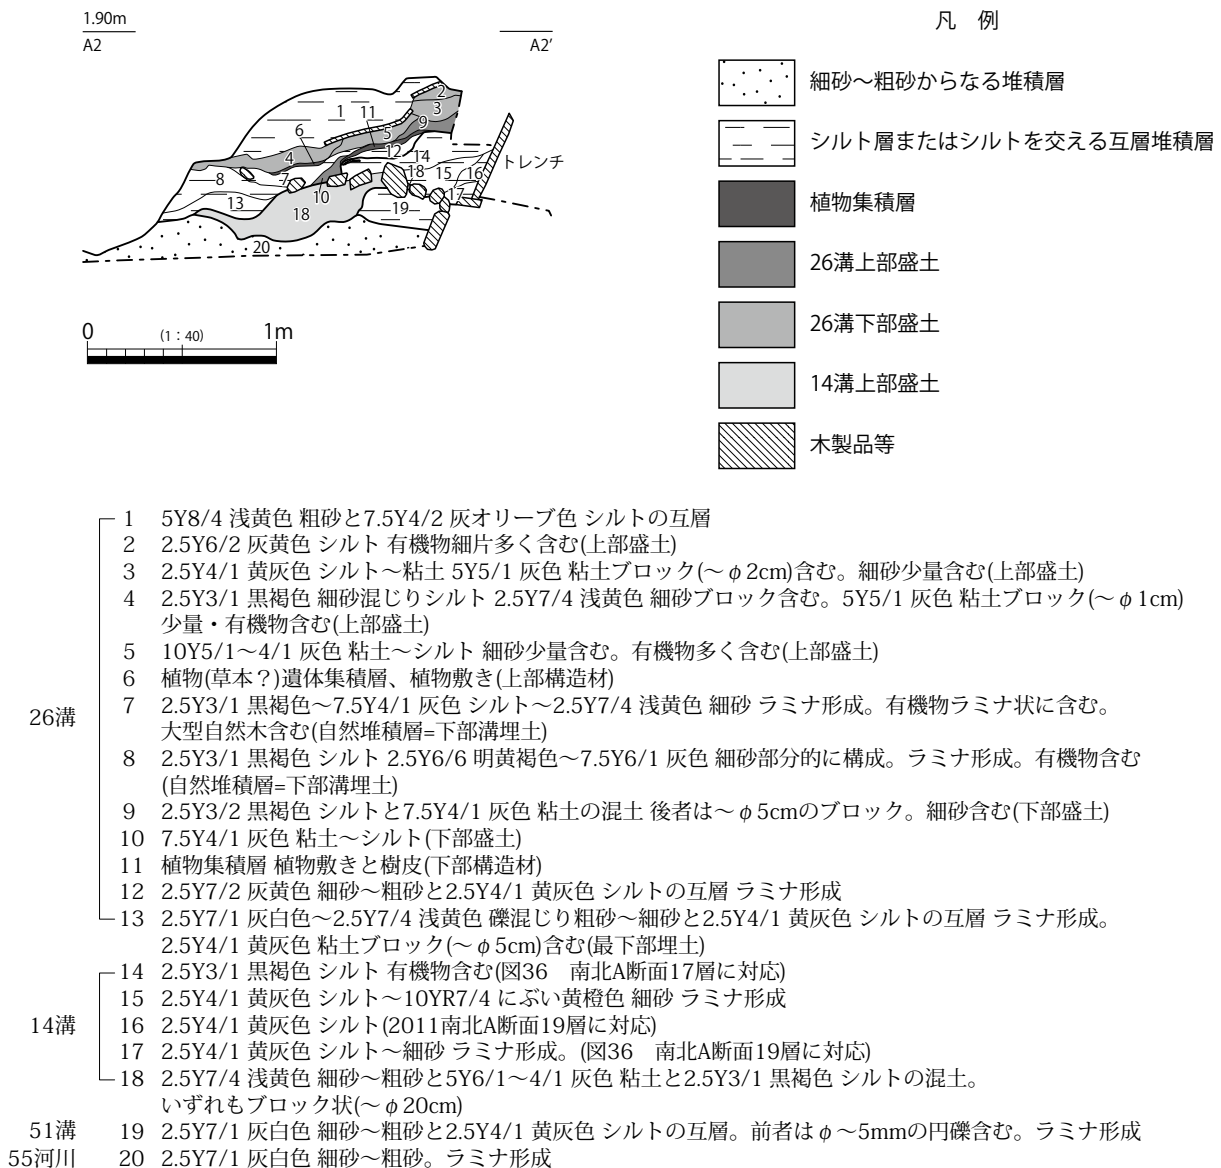 1.90m
A2
A2'
凡 例
細砂～粗砂からなる堆積層
シルト層またはシルトを交える互層堆積層
植物集積層
26溝上部盛土
26溝下部盛土
14溝上部盛土
木製品等
2
1
11
3
6
5
9
4
12
14
トレンチ
8
7
18
15
16
10
17
13
18
19
20
0
(1：40)
1m
1 5Y8/4 浅黄色 粗砂と7.5Y4/2 灰オリーブ色 シルトの互層
2 2.5Y6/2 灰黄色 シルト 有機物細片多く含む(上部盛土)
3 2.5Y4/1 黄灰色 シルト～粘土 5Y5/1 灰色 粘土ブロック(～φ2cm)含む。細砂少量含む(上部盛土)
4 2.5Y3/1 黒褐色 細砂混じりシルト 2.5Y7/4 浅黄色 細砂ブロック含む。5Y5/1 灰色 粘土ブロック(～φ1cm)
少量・有機物含む(上部盛土)
5 10Y5/1～4/1 灰色 粘土～シルト 細砂少量含む。有機物多く含む(上部盛土)
6 植物(草本？)遺体集積層、植物敷き(上部構造材)
26溝
7 2.5Y3/1 黒褐色～7.5Y4/1 灰色 シルト～2.5Y7/4 浅黄色 細砂 ラミナ形成。有機物ラミナ状に含む。
大型自然木含む(自然堆積層=下部溝埋土)
8 2.5Y3/1 黒褐色 シルト 2.5Y6/6 明黄褐色～7.5Y6/1 灰色 細砂部分的に構成。ラミナ形成。有機物含む
(自然堆積層=下部溝埋土)
9 2.5Y3/2 黒褐色 シルトと7.5Y4/1 灰色 粘土の混土 後者は～φ5cmのブロック。細砂含む(下部盛土)
10 7.5Y4/1 灰色 粘土～シルト(下部盛土)
11 植物集積層 植物敷きと樹皮(下部構造材)
12 2.5Y7/2 灰黄色 細砂～粗砂と2.5Y4/1 黄灰色 シルトの互層 ラミナ形成
13 2.5Y7/1 灰白色～2.5Y7/4 浅黄色 礫混じり粗砂～細砂と2.5Y4/1 黄灰色 シルトの互層 ラミナ形成。
2.5Y4/1 黄灰色 粘土ブロック(～φ5cm)含む(最下部埋土)
14 2.5Y3/1 黒褐色 シルト 有機物含む(図36 南北A断面17層に対応)
15 2.5Y4/1 黄灰色 シルト～10YR7/4 にぶい黄橙色 細砂 ラミナ形成
14溝 16 2.5Y4/1 黄灰色 シルト(2011南北A断面19層に対応)
17 2.5Y4/1 黄灰色 シルト～細砂 ラミナ形成。(図36 南北A断面19層に対応)
18 2.5Y7/4 浅黄色 細砂～粗砂と5Y6/1～4/1 灰色 粘土と2.5Y3/1 黒褐色 シルトの混土。
いずれもブロック状(～φ20cm)
51溝 19 2.5Y7/1 灰白色 細砂～粗砂と2.5Y4/1 黄灰色 シルトの互層。前者はφ～5mmの円礫含む。ラミナ形成
55河川 20 2.5Y7/1 灰白色 細砂～粗砂。ラミナ形成